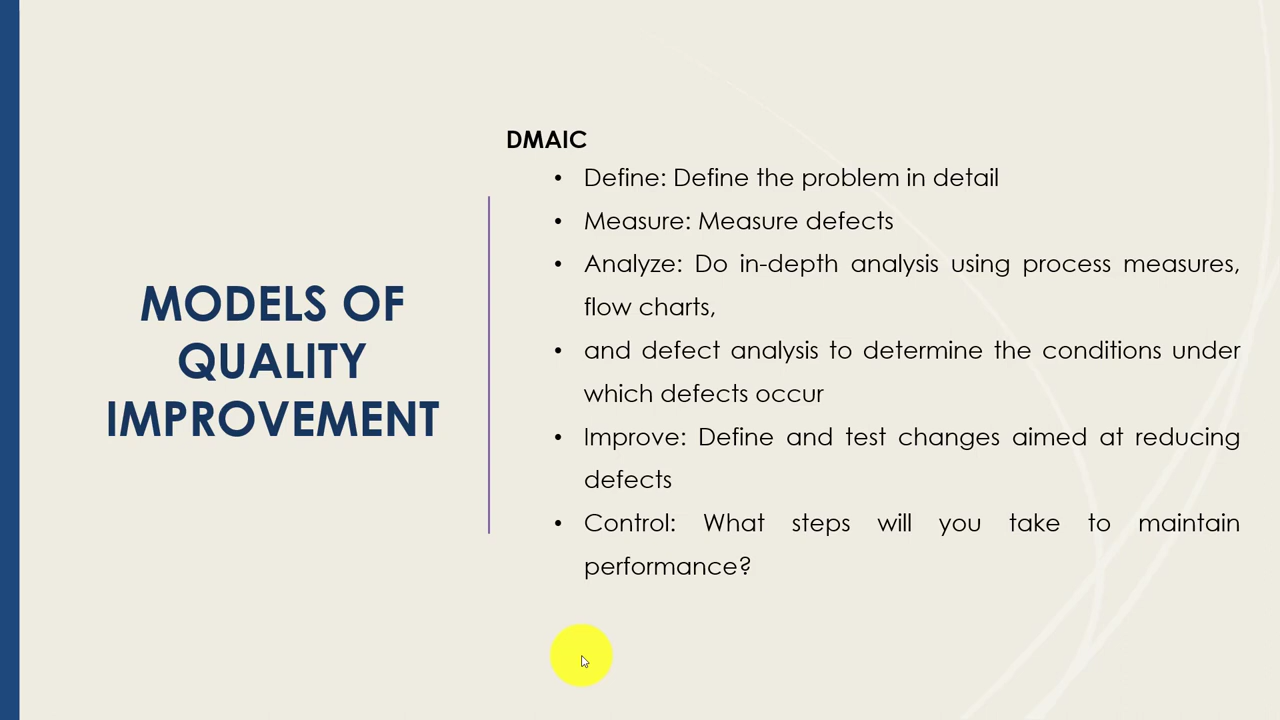 MODELS OF
QUALITY
IMPROVEMENT
DMAIC
• Define: Define the problem in detail
• Measure: Measure defects
• Analyze: Do in-depth analysis using process measures,
flow charts,
• and defect analysis to determine the conditions under
which defects occur
• Improve: Define and test changes aimed at reducing
defects
• Control: What steps will you take to maintain
performance?